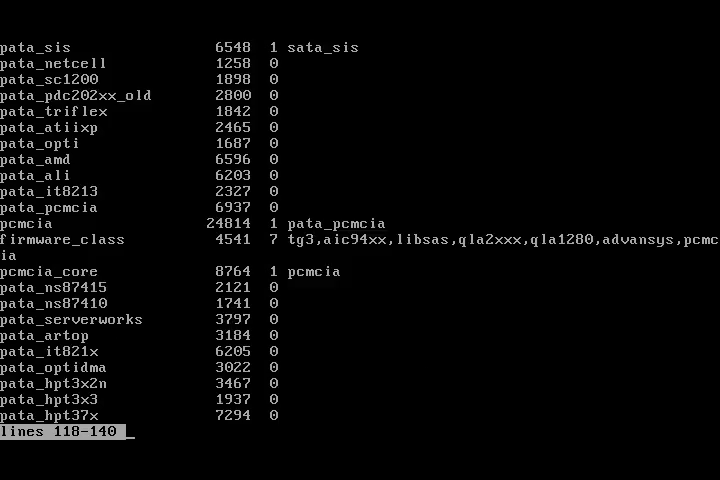 pata_sis                6548  1 sata_sis
pata_netcell            1258  0
pata_sc1200             1898  0
pata_pdc202xx_old       2800  0
pata_triflex            1842  0
pata_atiixp             2465  0
pata_opti               1687  0
pata_amd                6596  0
pata_ali                6203  0
pata_it8213             2327  0
pata_pcmcia             6937  0
pcmcia                 24814  1 pata_pcmcia
firmware_class          4541  7 tg3,aic94xx,libsas,qla2xxx,qla1280,advansys,pcmc
ia
pcmcia_core             8764  1 pcmcia
pata_ns87415            2121  0
pata_ns87410            1741  0
pata_serverworks        3797  0
pata_artop              3184  0
pata_it821x             6205  0
pata_optidma            3022  0
pata_hpt3x2n            3467  0
pata_hpt3x3             1937  0
pata_hpt37x             7294  0
lines 118-140